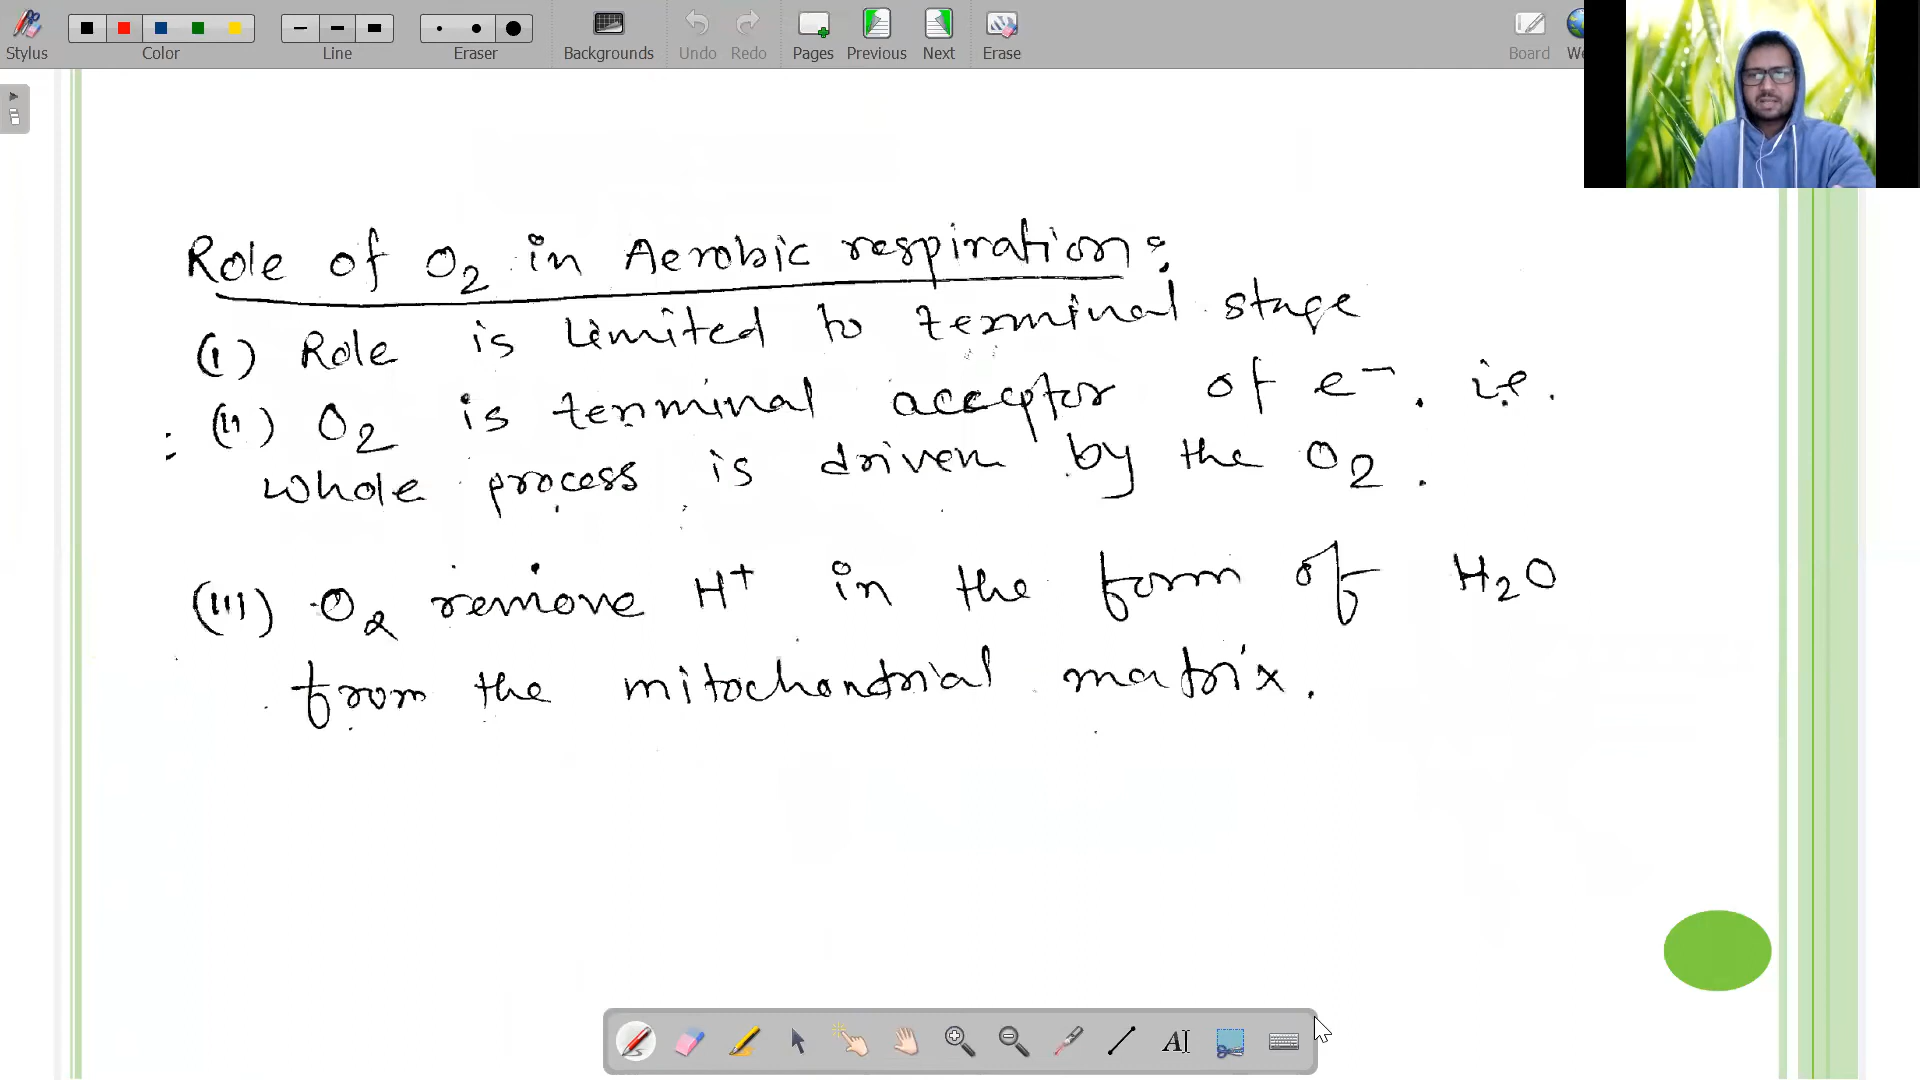 Stylus Color Line Eraser Backgrounds Undo Redo Pages Previous Next Erase Board
Role of O2 in Aerobic respiration:
(i) Role is limited to terminal stage
(ii) O2 is terminal acceptor of e-. i.e.
whole process is driven by the O2.
(iii) O2 remove H+ in the form of H2O
from the mitochondrial matrix.
AI